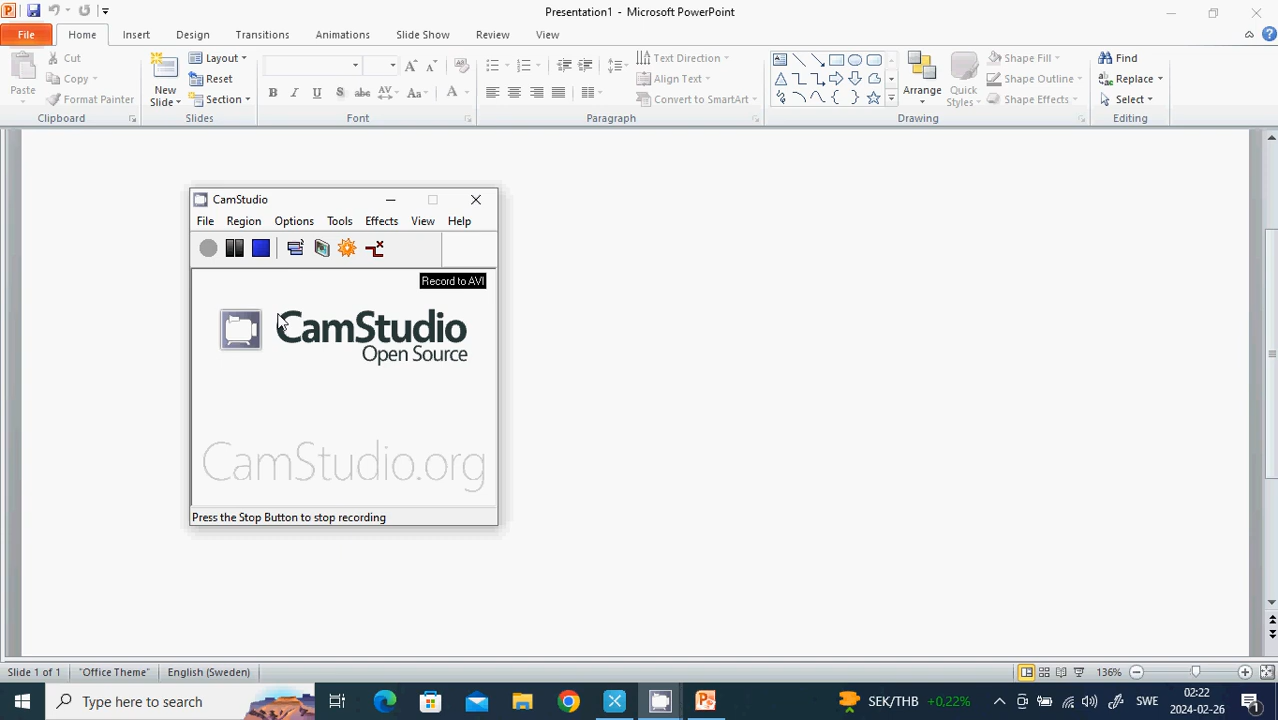 Presentation1 - Microsoft PowerPoint
File Home Insert Design Transitions Animations Slide Show Review View
Paste
Cut
Copy
Format Painter
Clipboard
New Slide
Layout
Reset
Section
Slides
B I U S abc AV Aa A
Font
Text Direction
Align Text
Convert to SmartArt
Paragraph
Arrange
Quick Styles
Shape Fill
Shape Outline
Shape Effects
Drawing
Find
Replace
Select
Editing
CamStudio
File Region Options Tools Effects View Help
Record to AVI
CamStudio
Open Source
CamStudio.org
Press the Stop Button to stop recording
Slide 1 of 1 "Office Theme" English (Sweden) 136%
Type here to search
SEK/THB +0,22%
SWE
02:22
2024-02-26
1